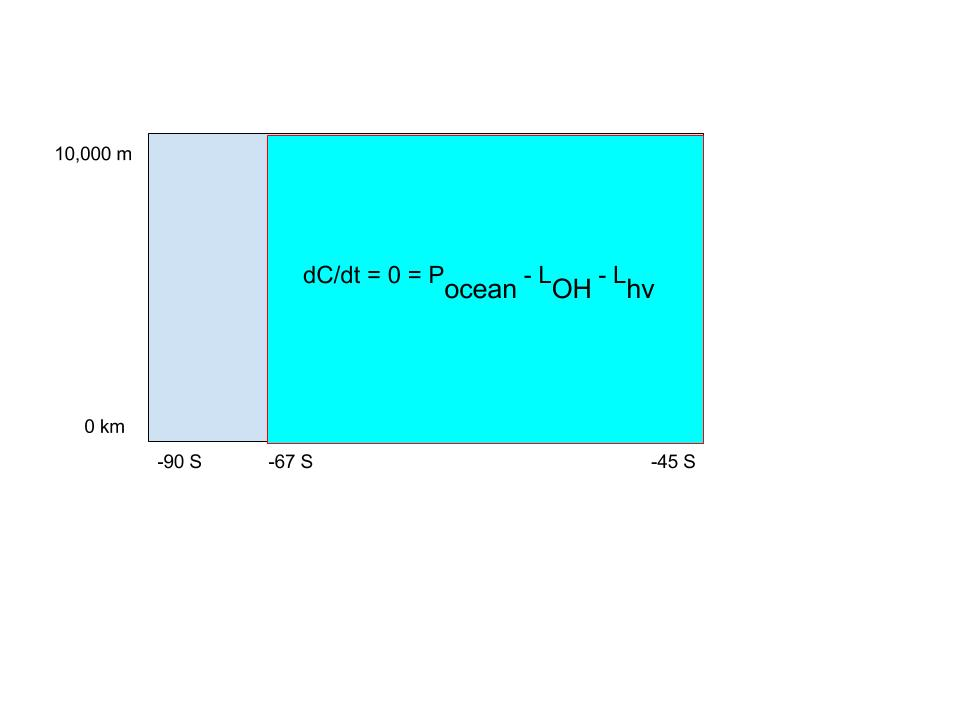 10,000 m
dC/dt = 0 = Pocean - LOH - Lhv
0 km
-90 S
-67 S
-45 S